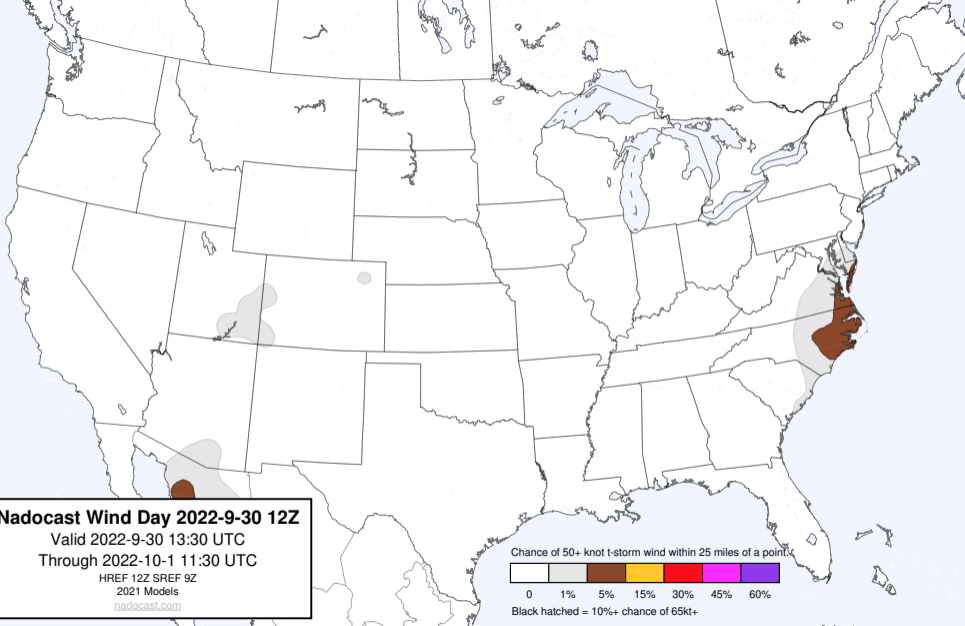 Nadocast Wind Day 2022-9-30 12Z
Valid 2022-9-30 13:30 UTC
Through 2022-10-1 11:30 UTC
HREF 12Z SREF 9Z
2021 Models
nadocast.com
Chance of 50+ knot t-storm wind within 25 miles of a point.
0 1% 5% 15% 30% 45% 60%
Black hatched = 10%+ chance of 65kt+